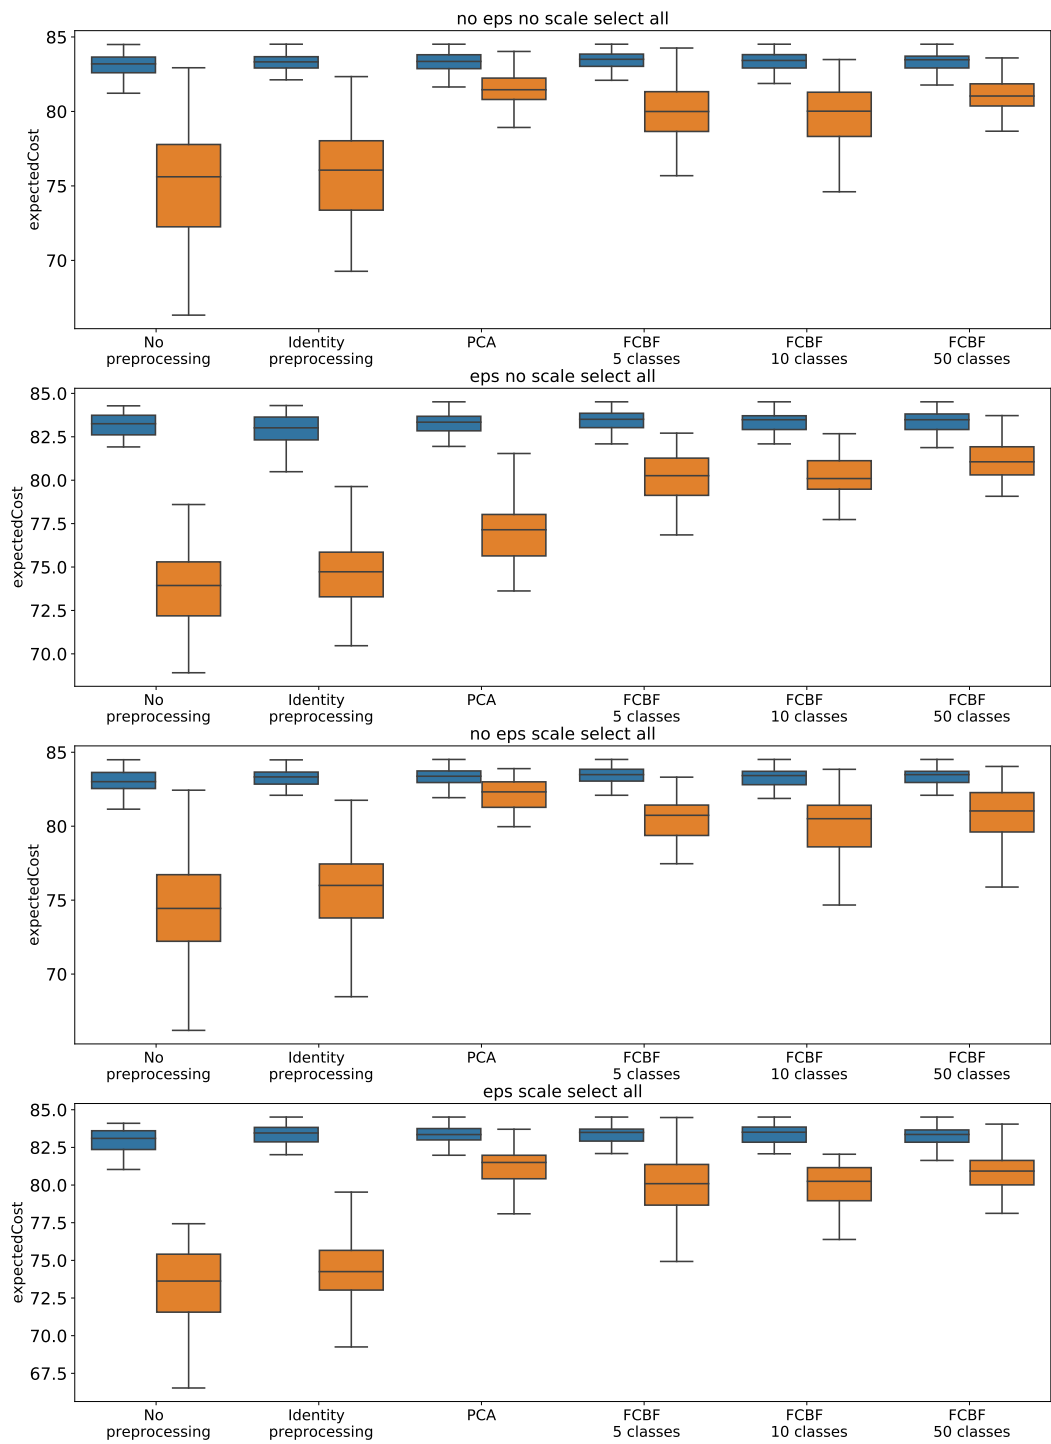 no eps no scale select all
85
80
75
70
expectedCost
No preprocessing
Identity preprocessing
PCA
FCBF 5 classes
FCBF 10 classes
FCBF 50 classes
eps no scale select all
85.0
82.5
80.0
77.5
75.0
72.5
70.0
expectedCost
No preprocessing
Identity preprocessing
PCA
FCBF 5 classes
FCBF 10 classes
FCBF 50 classes
no eps scale select all
85
80
75
70
expectedCost
No preprocessing
Identity preprocessing
PCA
FCBF 5 classes
FCBF 10 classes
FCBF 50 classes
eps scale select all
85.0
82.5
80.0
77.5
75.0
72.5
70.0
67.5
expectedCost
No preprocessing
Identity preprocessing
PCA
FCBF 5 classes
FCBF 10 classes
FCBF 50 classes